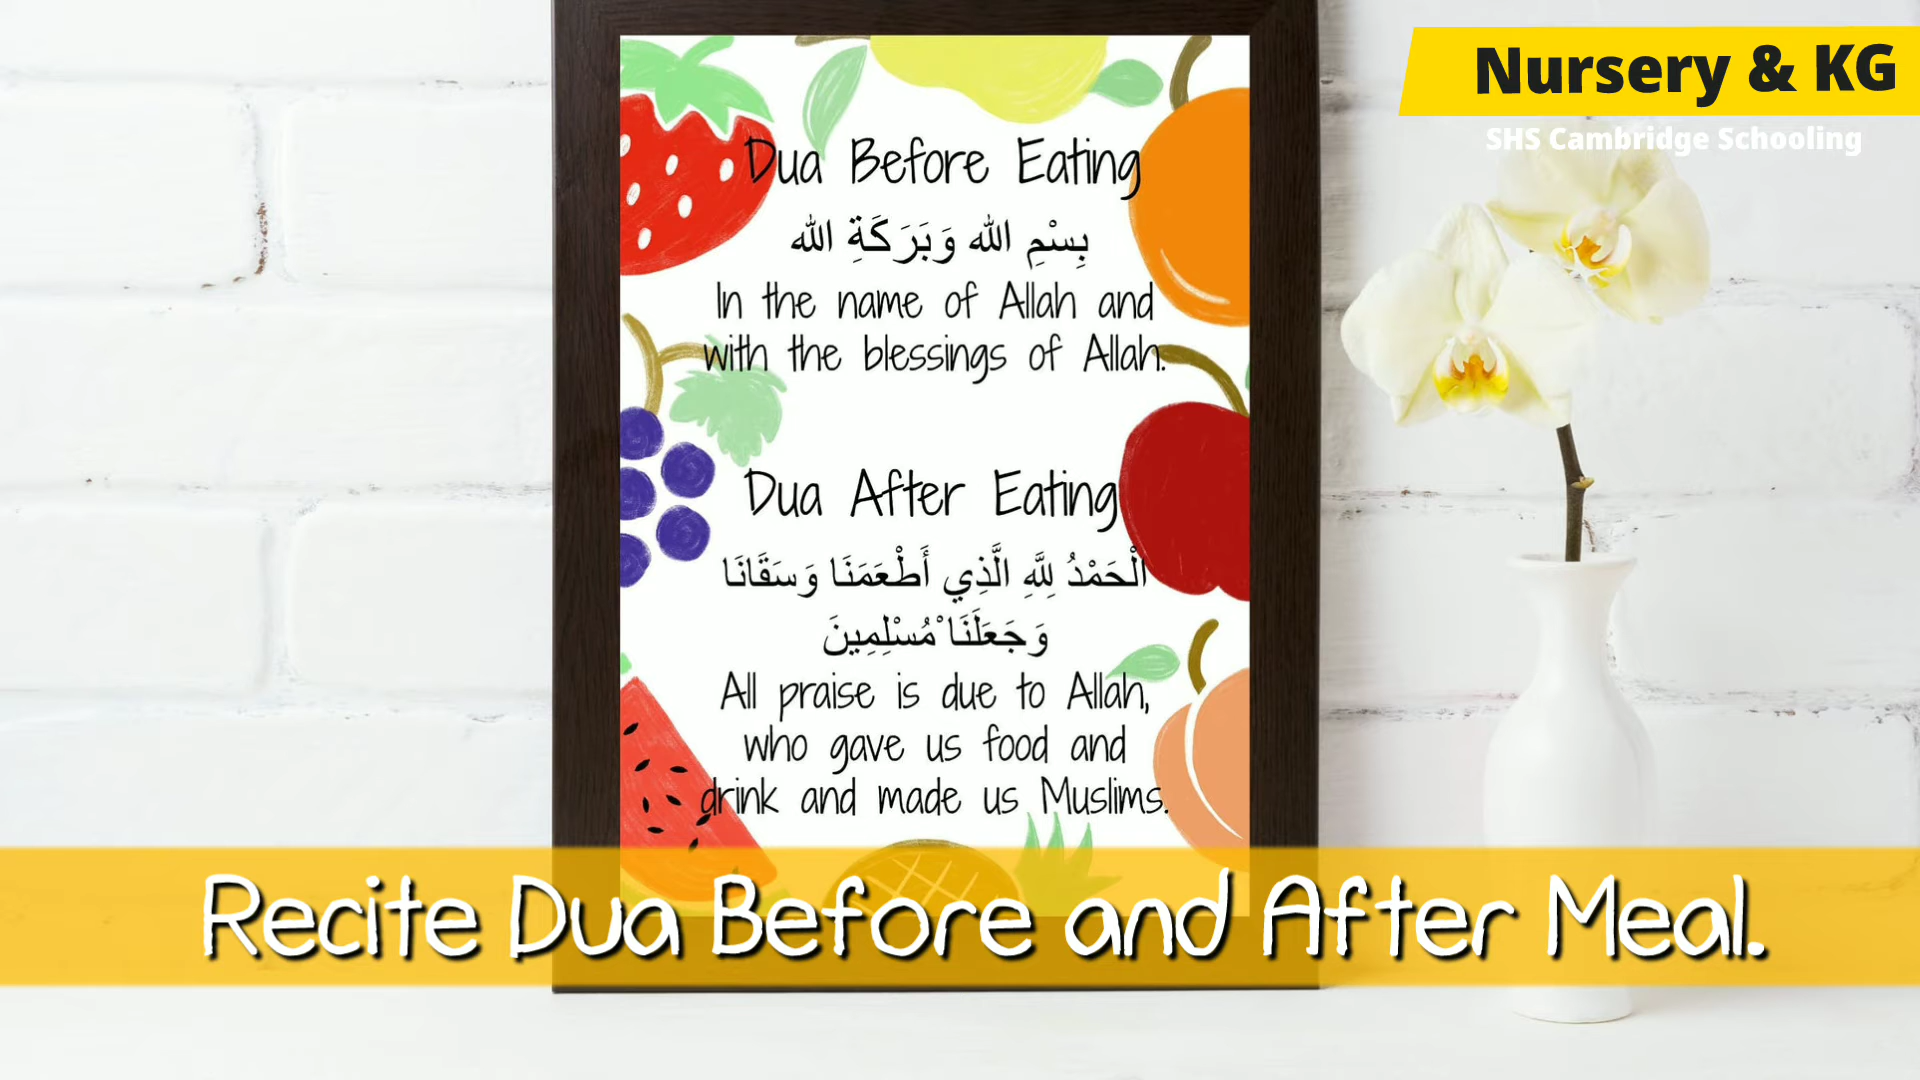 Nursery & KG
SHS Cambridge Schooling
Dua Before Eating
بِسْمِ الله وَبَرَكَةِ الله
In the name of Allah and
with the blessings of Allah.
Dua After Eating
الْحَمْدُ لِلَّهِ الَّذِي أَطْعَمَنَا وَسَقَانَا
وَجَعَلَنَا مُسْلِمِينَ
All praise is due to Allah,
who gave us food and
drink and made us Muslims.
Recite Dua Before and After Meal.